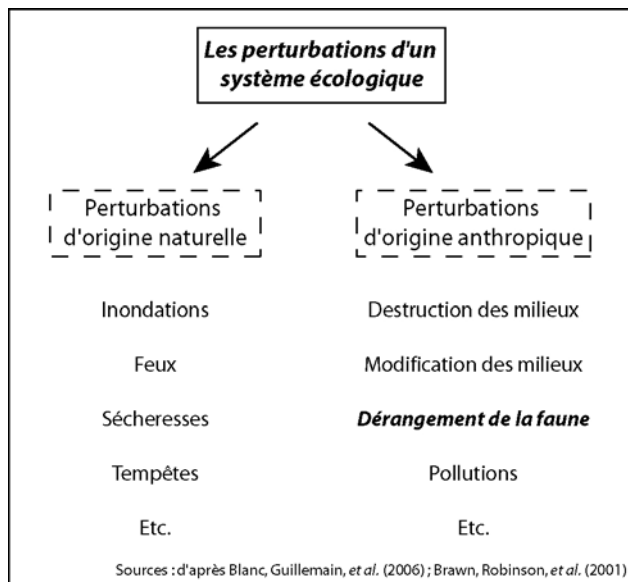 Les perturbations d'un
système écologique
Perturbations
d'origine naturelle
Perturbations
d'origine anthropique
Inondations
Destruction des milieux
Feux
Modification des milieux
Sécheresses
Dérangement de la faune
Tempêtes
Pollutions
Etc.
Etc.
Sources : d'après Blanc, Guillemain, et al. (2006) ; Brawn, Robinson, et al. (2001)